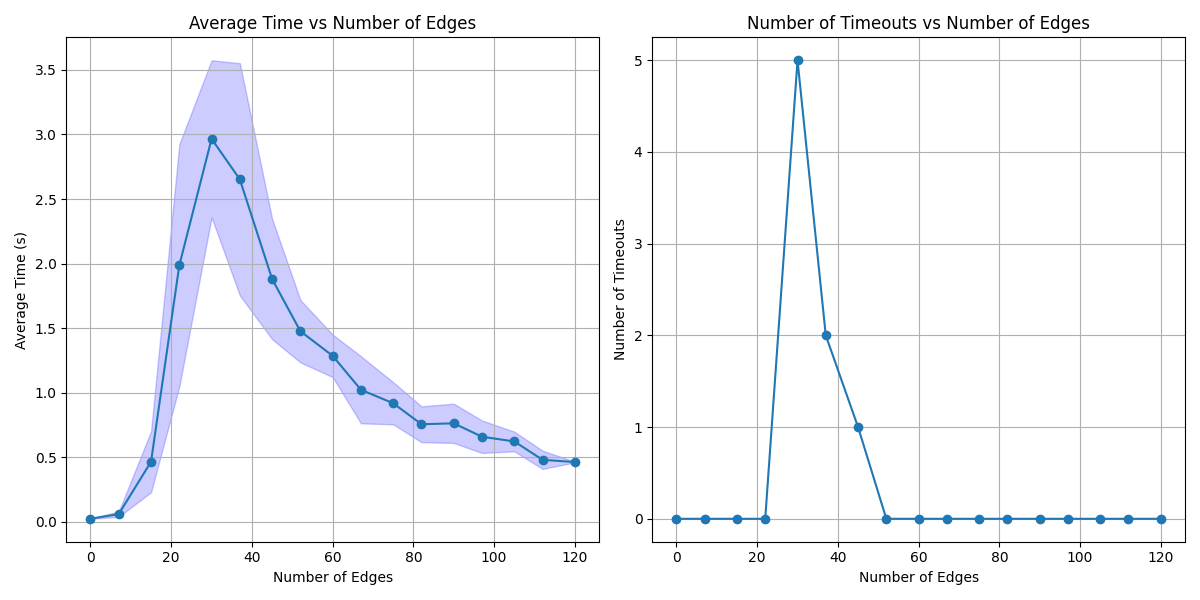 Average Time vs Number of Edges
Average Time (s)
3.5
3.0
2.5
2.0
1.5
1.0
0.5
0.0
0 20 40 60 80 100 120
Number of Edges
Number of Timeouts vs Number of Edges
Number of Timeouts
5
4
3
2
1
0
0 20 40 60 80 100 120
Number of Edges